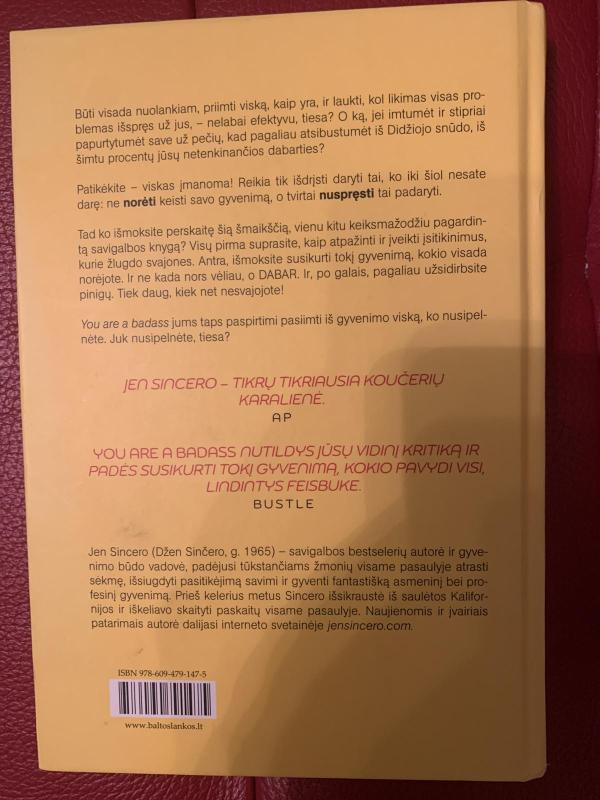 Būti visada nuolankiam, priimti viską, kaip yra, ir laukti, kol likimas visas pro-
blemas išspręs už jus, – nelabai efektyvu, tiesa? O ką, jei imtumėt ir stipriai
papurtytumėt save už pečių, kad pagaliau atsibustumėt iš Didžiojo snūdo, iš
šimtu procentų jūsų netenkinančios dabarties?
Patikėkite – viskas įmanoma! Reikia tik išdrįsti daryti tai, ko iki šiol nesate
darę: ne norėti keisti savo gyvenimą, o tvirtai nuspręsti tai padaryti.
Tad ko išmoksite perskaitę šią šmaikščią, vienu kitu keiksmažodžiu pagardin-
tą savigalbos knygą? Visų pirma suprasite, kaip atpažinti ir įveikti įsitikinimus,
kurie žlugdo svajones. Antra, išmoksite susikurti tokį gyvenimą, kokio visada
norėjote. Ir ne kada nors vėliau, o DABAR. Ir, po galais, pagaliau užsidirbsite
pinigų. Tiek daug, kiek net nesvajojote!
You are a badass jums taps paspirtimi pasiimti iš gyvenimo viską, ko nusipel-
nėte. Juk nusipelnėte, tiesa?
JEN SINCERO – TIKRŲ TIKRIAUSIA KOUČERIŲ
KARALIENĖ.
AP
YOU ARE A BADASS NUTILDYS JŪSŲ VIDINĮ KRITIKĄ IR
PADĖS SUSIKURTI TOKĮ GYVENIMĄ, KOKIO PAVYDI VISI,
LINDINTYS FEISBUKE.
BUSTLE
Jen Sincero (Džen Sinčero, g. 1965) – savigalbos bestselerių autorė ir gyve-
nimo būdo vadovė, padėjusi tūkstančiams žmonių visame pasaulyje atrasti
sėkmę, išsiugdyti pasitikėjimą savimi ir gyventi fantastišką asmeninį bei pro-
fesinį gyvenimą. Prieš kelerius metus Sincero išsikraustė iš saulėtos Kalifor-
nijos ir iškeliavo skaityti paskaitų visame pasaulyje. Naujienomis ir įvairiais
patarimais autorė dalijasi interneto svetainėje jensincero.com.
ISBN 978-609-479-147-5
www.baltoslankos.lt